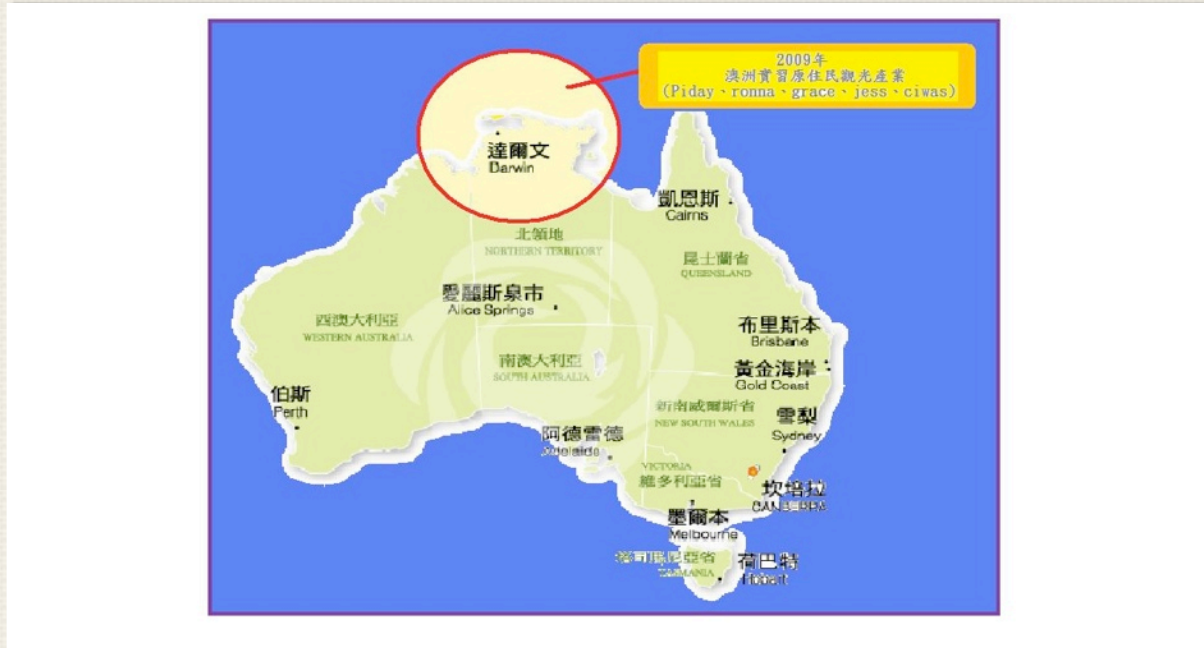 2009年
澳洲實習原住民觀光產業
(Piday、ronna、grace、jess、ciwas)
達爾文
Darwin
凱恩斯
Cairns
北領地
NORTHERN TERRITORY
昆士蘭省
QUEENSLAND
愛麗斯泉市
Alice Springs
西澳大利亞
WESTERN AUSTRALIA
布里斯本
Brisbane
南澳大利亞
SOUTH AUSTRALIA
黃金海岸
Gold Coast
伯斯
Perth
新南威爾斯省
NEW SOUTH WALES
雪梨
Sydney
阿德雷德
Adelaide
VICTORIA
維多利亞省
坎培拉
CANBERRA
墨爾本
Melbourne
荷巴特
Hobart
TASMANIA